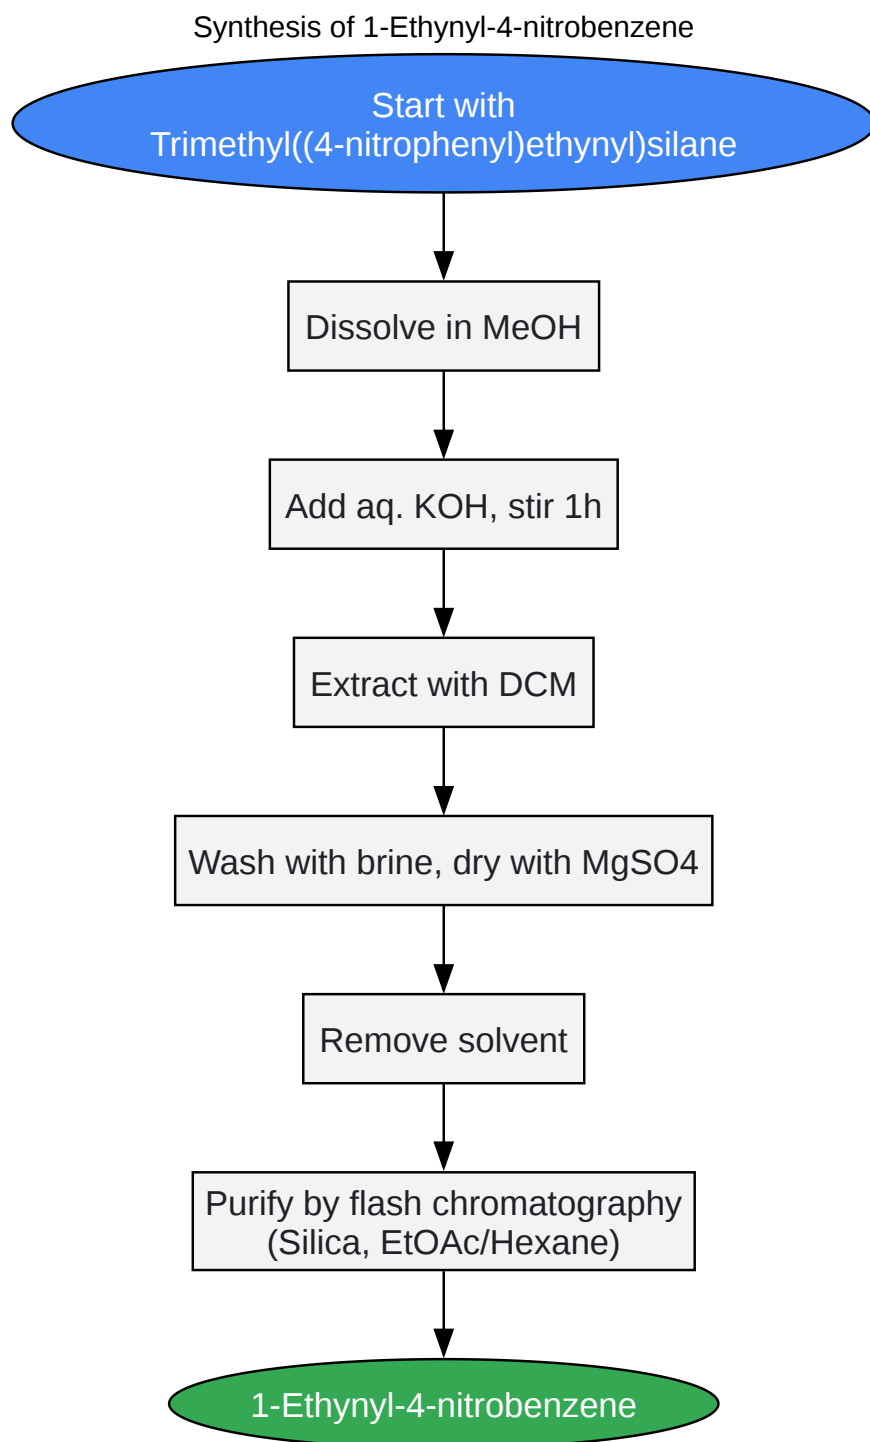 Synthesis of 1-Ethynyl-4-nitrobenzene
Start with
Trimethyl((4-nitrophenyl)ethynyl)silane
Dissolve in MeOH
Add aq. KOH, stir 1h
Extract with DCM
Wash with brine, dry with MgSO4
Remove solvent
Purify by flash chromatography
(Silica, EtOAc/Hexane)
1-Ethynyl-4-nitrobenzene